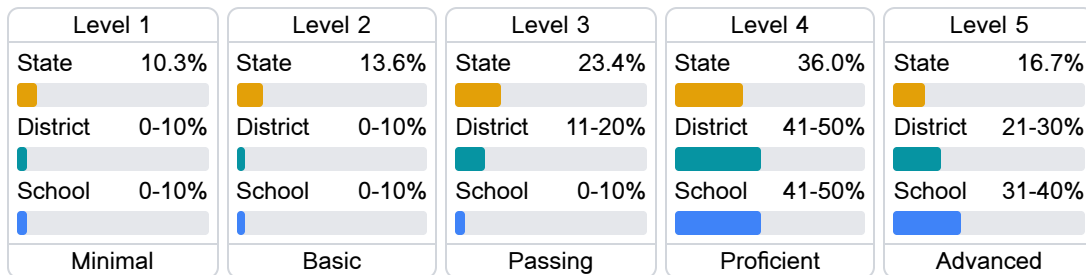 Level 1
State 10.3%
District 0-10%
School 0-10%
Minimal
Level 2
State 13.6%
District 0-10%
School 0-10%
Basic
Level 3
State 23.4%
District 11-20%
School 0-10%
Passing
Level 4
State 36.0%
District 41-50%
School 41-50%
Proficient
Level 5
State 16.7%
District 21-30%
School 31-40%
Advanced